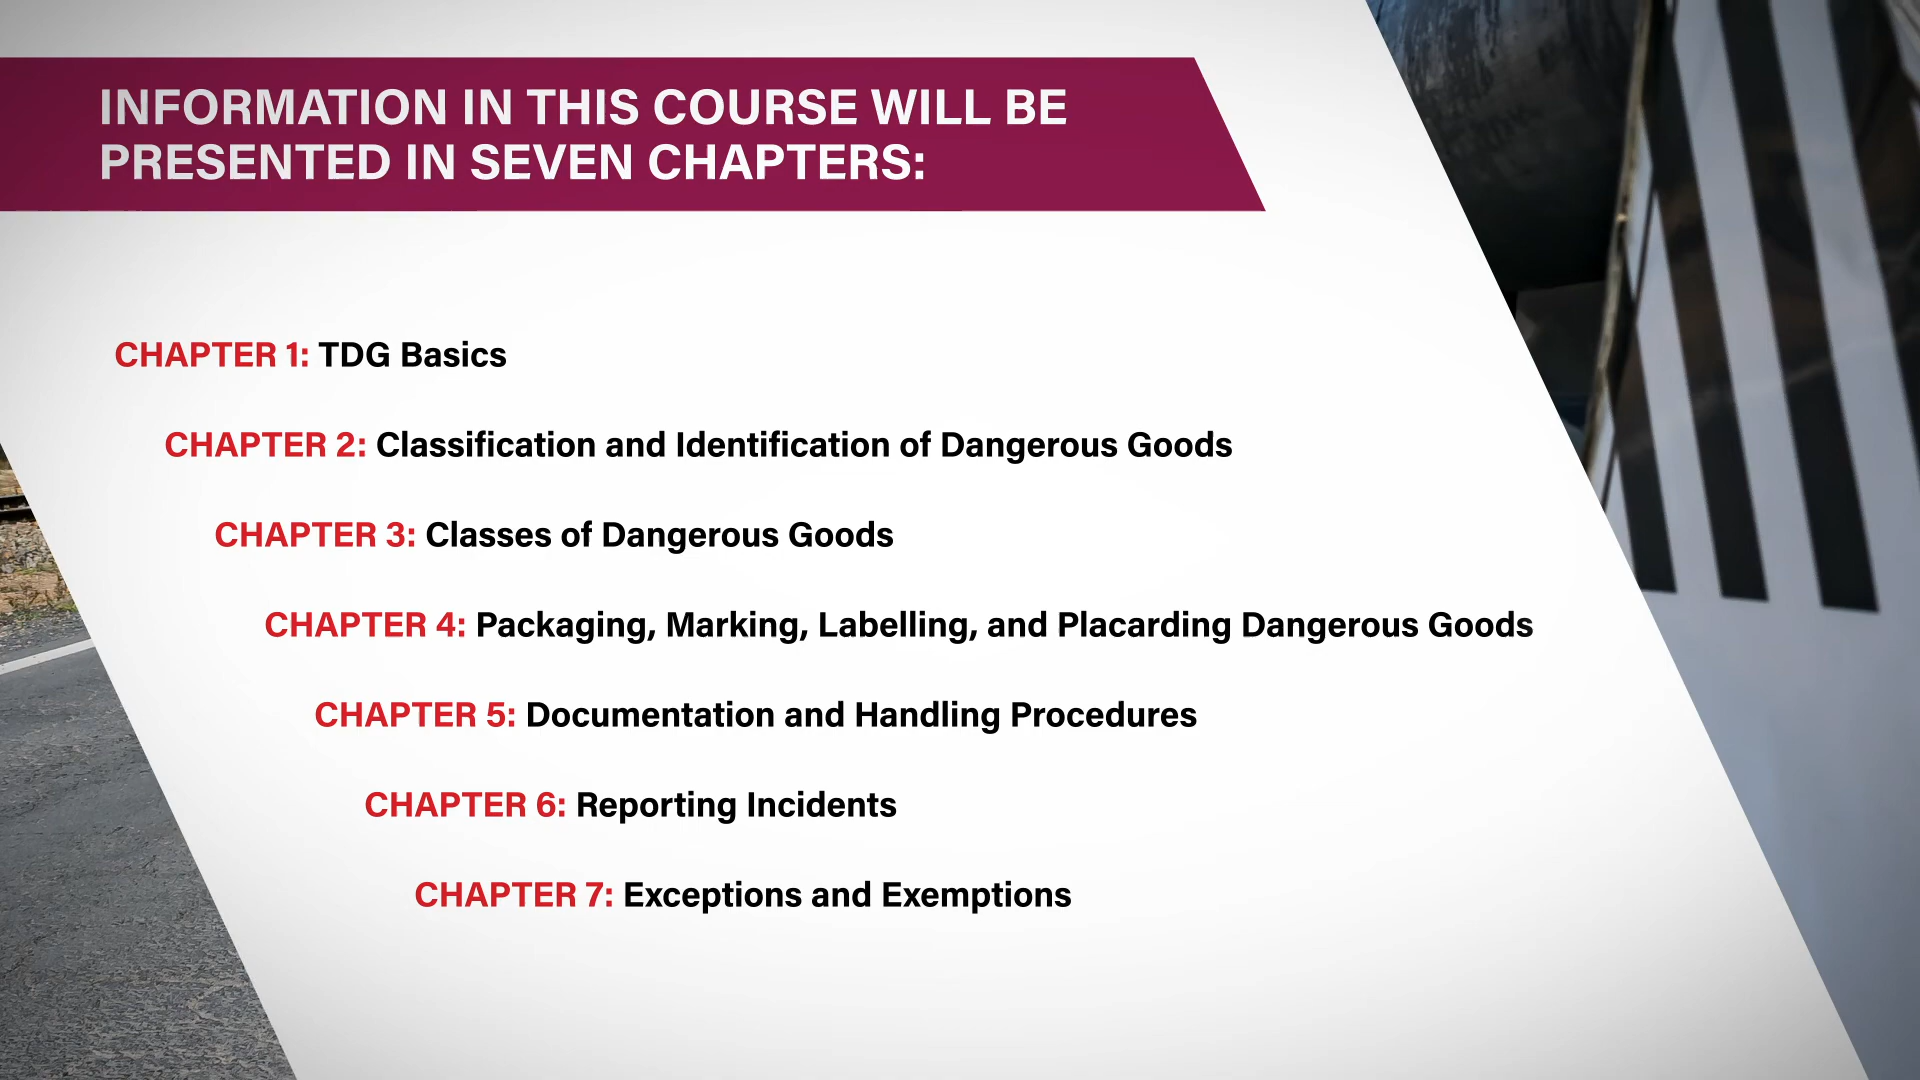 INFORMATION IN THIS COURSE WILL BE
PRESENTED IN SEVEN CHAPTERS:
CHAPTER 1: TDG Basics
CHAPTER 2: Classification and Identification of Dangerous Goods
CHAPTER 3: Classes of Dangerous Goods
CHAPTER 4: Packaging, Marking, Labelling, and Placarding Dangerous Goods
CHAPTER 5: Documentation and Handling Procedures
CHAPTER 6: Reporting Incidents
CHAPTER 7: Exceptions and Exemptions